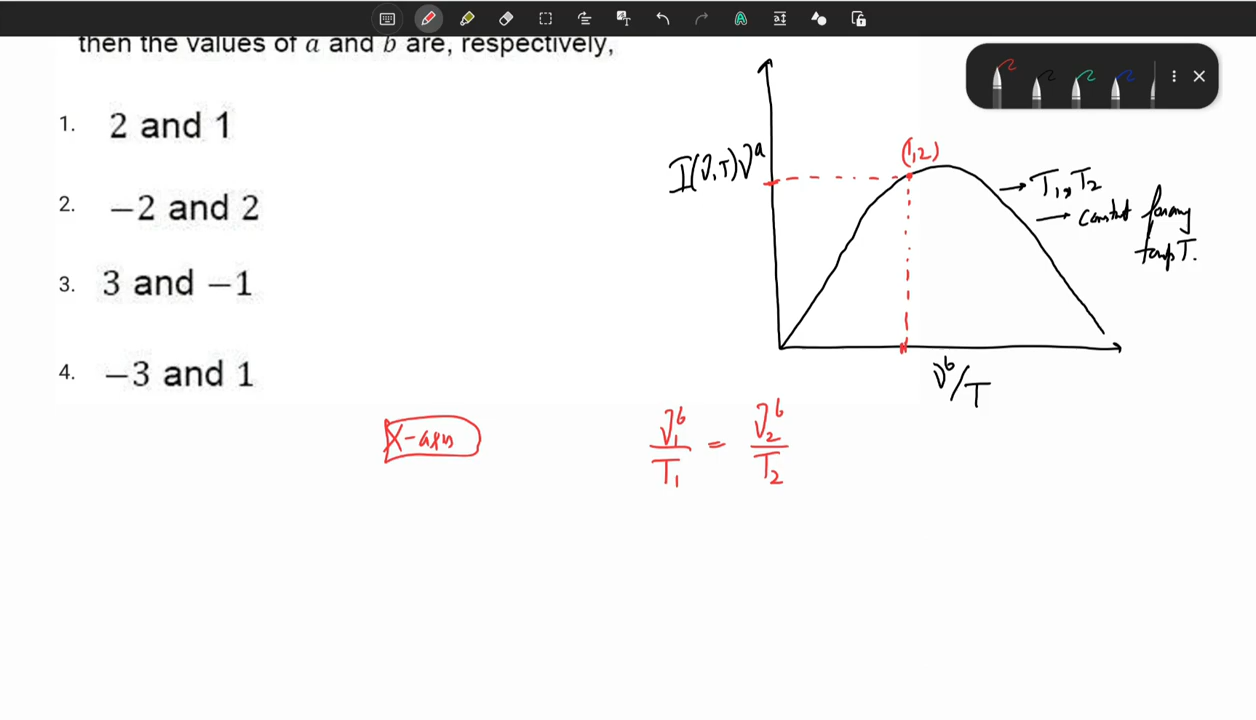 then the values of a and b are, respectively,
1. 2 and 1
2. −2 and 2
3. 3 and −1
4. −3 and 1
I(ν,T)ν^a
(1,2)
→ T1, T2
→ constnt for any
temp T.
ν^b/T
X-axis
ν1^b/T1 = ν2^b/T2